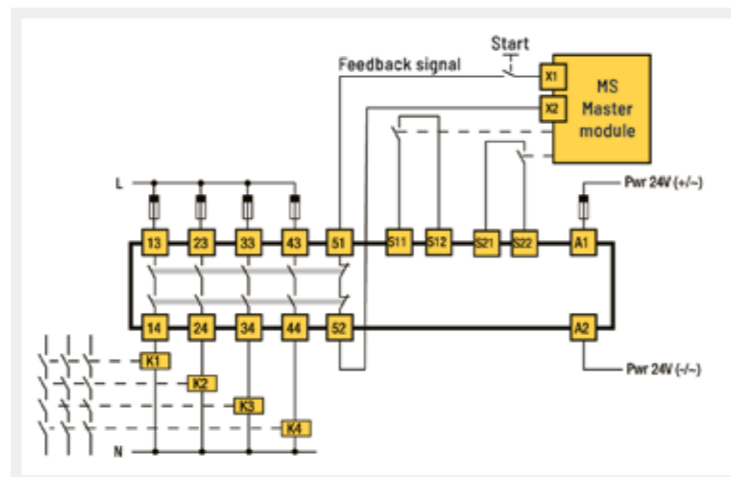 Start
Feedback signal
X1
MS
X2
Master
module
L
Pwr 24V (+/~)
13 23 33 43 51 S11 S12 S21 S22 A1
14 24 34 44 52 A2
K1
Pwr 24V (-/~)
K2
K3
K4
N